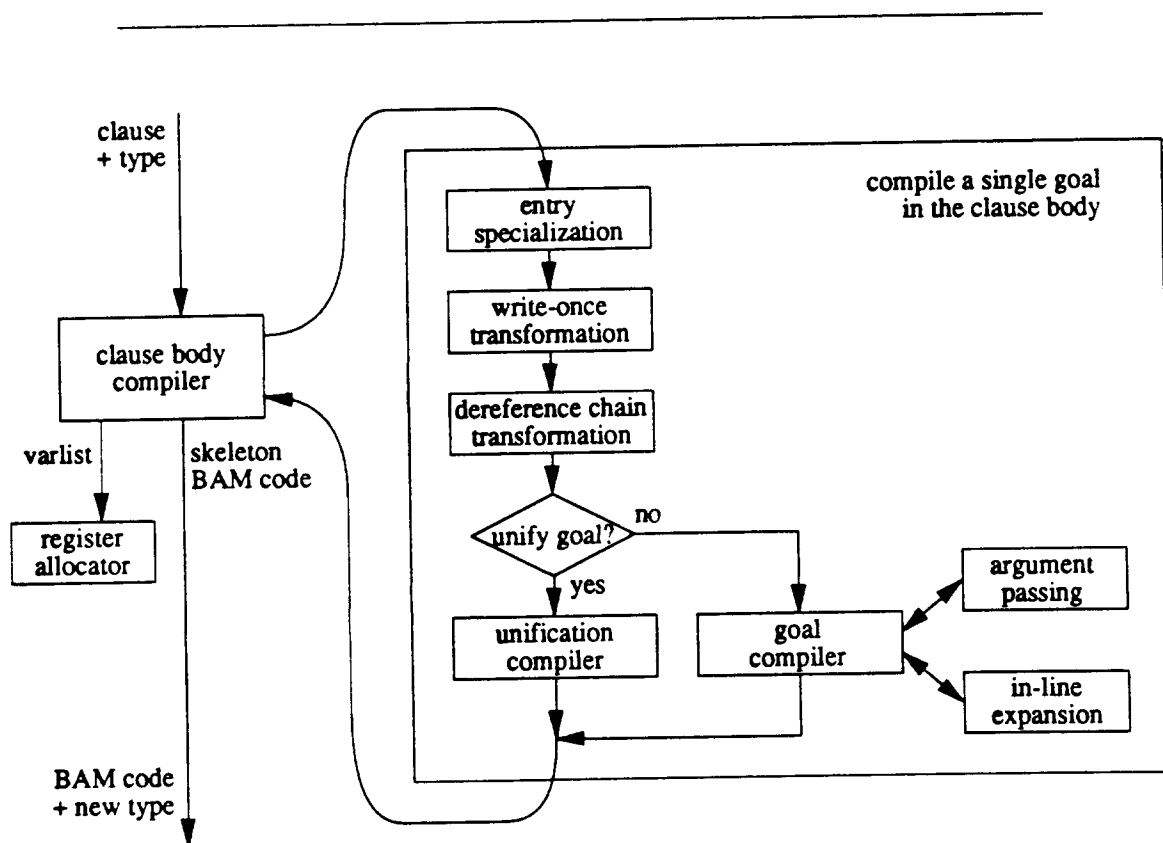 clause
+ type
compile a single goal
in the clause body
entry
specialization
write-once
transformation
clause body
compiler
dereference chain
transformation
varlist
skeleton
BAM code
register
allocator
unify goal?
no
yes
argument
passing
unification
compiler
goal
compiler
in-line
expansion
BAM code
+ new type